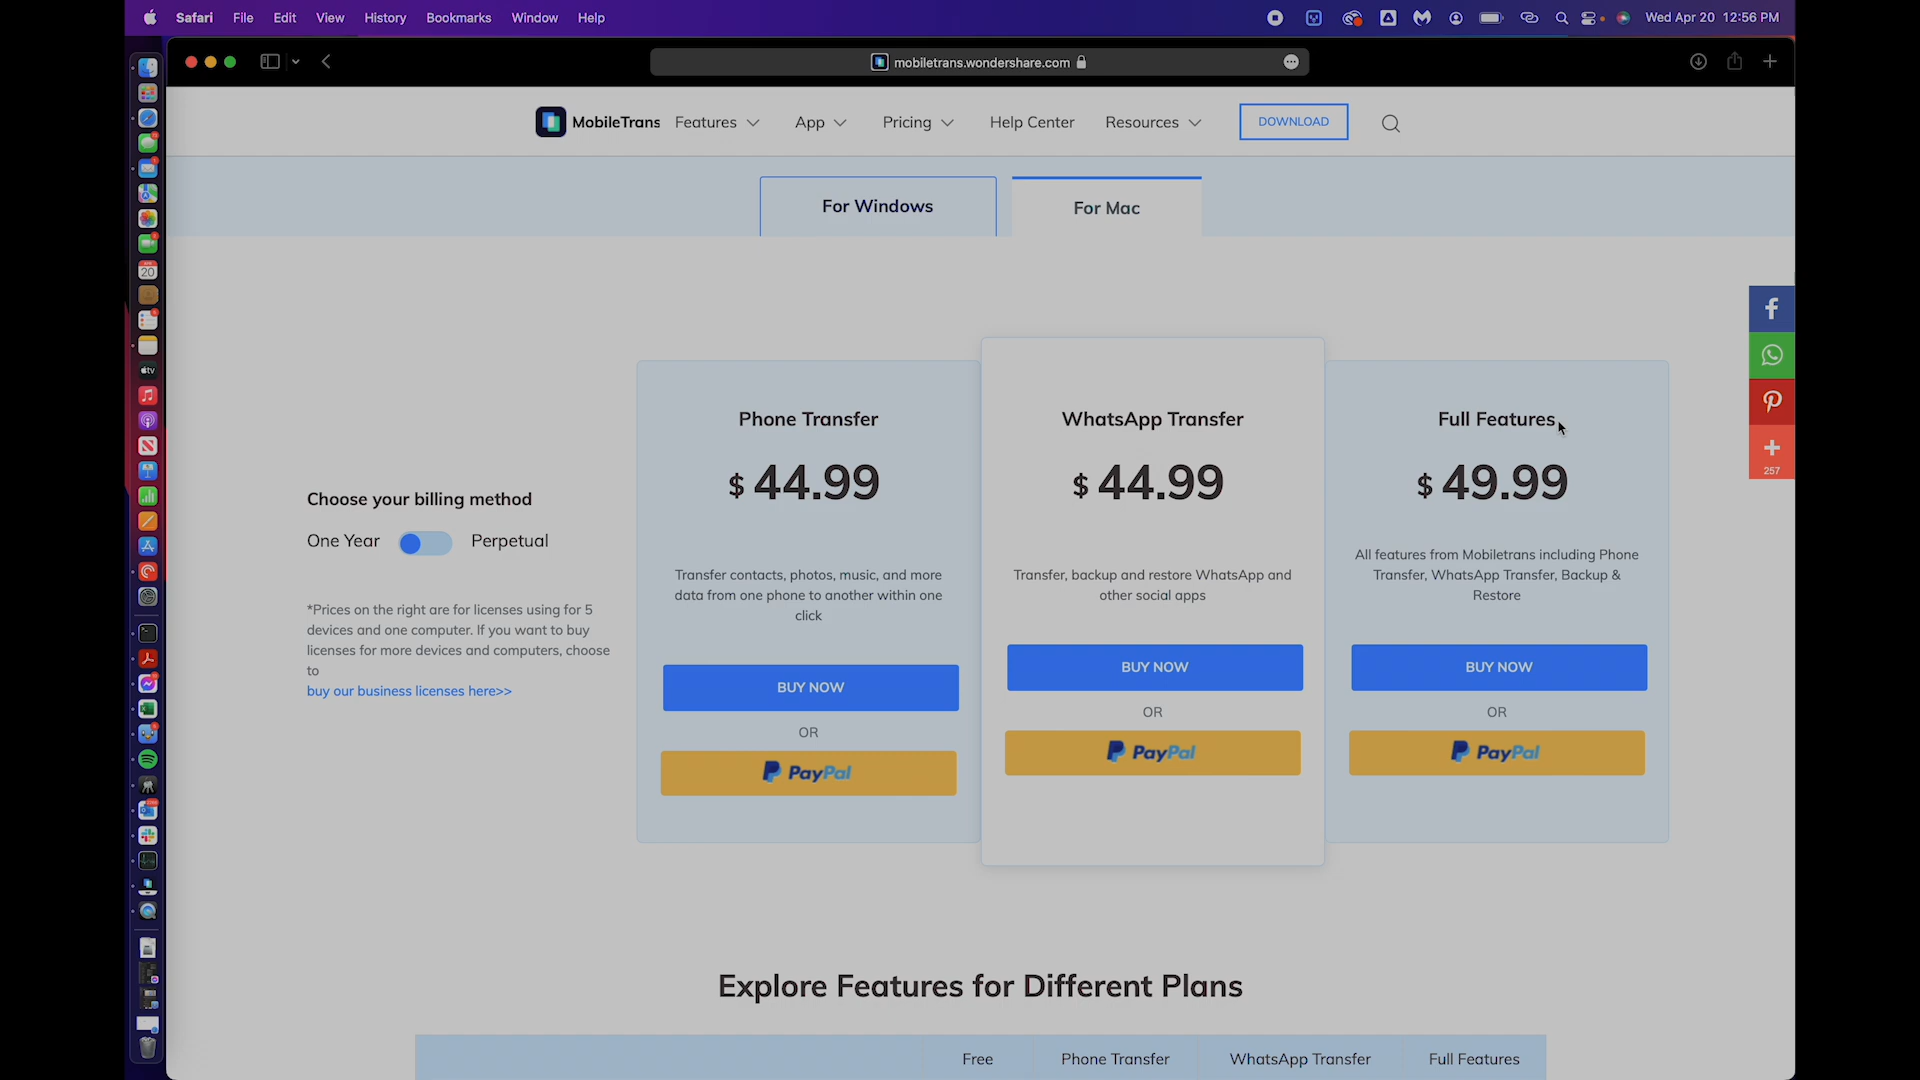 Safari File Edit View History Bookmarks Window Help
Wed Apr 20 12:56 PM
mobiletrans.wondershare.com
MobileTrans Features App Pricing Help Center Resources DOWNLOAD
For Windows
For Mac
Phone Transfer
$ 44.99
Transfer contacts, photos, music, and more
data from one phone to another within one
click
BUY NOW
OR
PayPal
WhatsApp Transfer
$ 44.99
Transfer, backup and restore WhatsApp and
other social apps
BUY NOW
OR
PayPal
Full Features
$ 49.99
All features from Mobiletrans including Phone
Transfer, WhatsApp Transfer, Backup &
Restore
BUY NOW
OR
PayPal
Choose your billing method
One Year Perpetual
*Prices on the right are for licenses using for 5
devices and one computer. If you want to buy
licenses for more devices and computers, choose
to
buy our business licenses here>>
257
20
tv
Explore Features for Different Plans
Free Phone Transfer WhatsApp Transfer Full Features